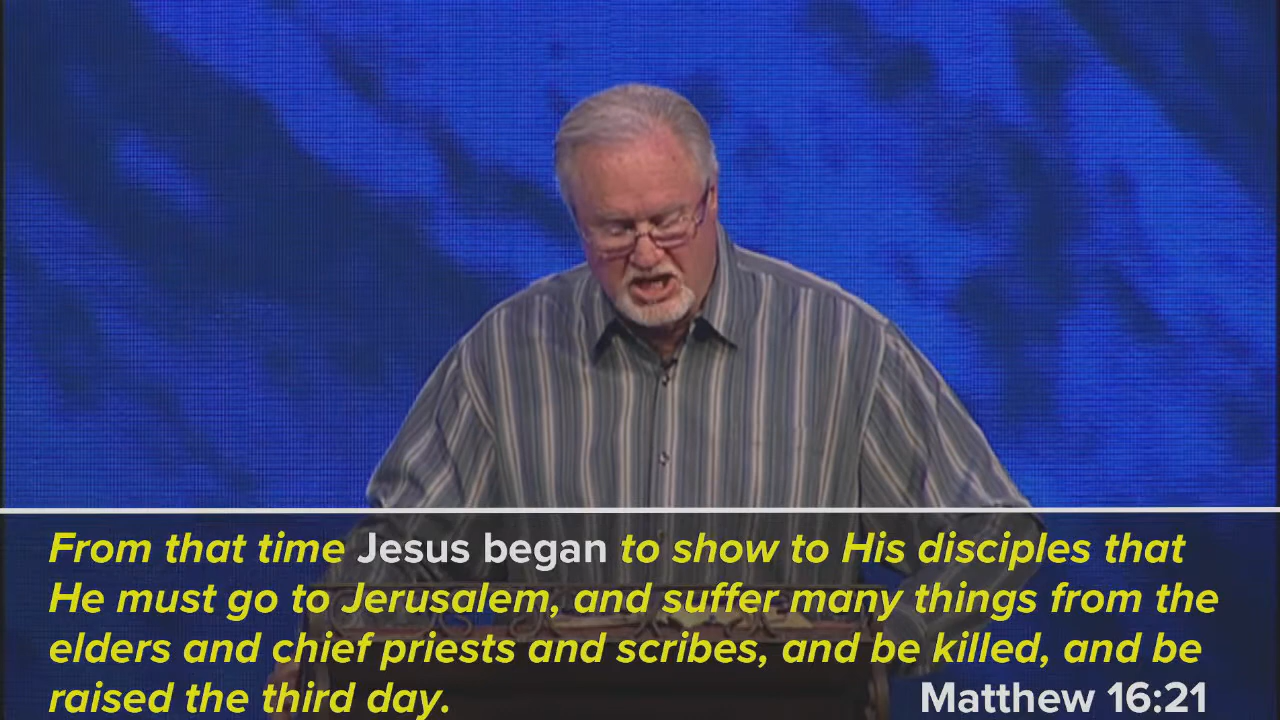 From that time Jesus began to show to His disciples that
He must go to Jerusalem, and suffer many things from the
elders and chief priests and scribes, and be killed, and be
raised the third day.
Matthew 16:21